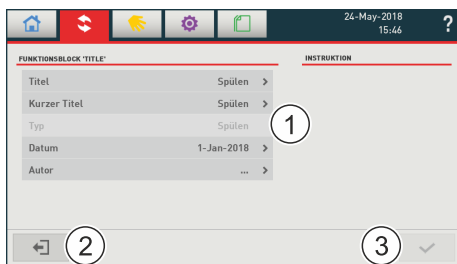 24-May-2018
15:46
?
FUNKTIONSBLOCK 'TITLE'
INSTRUKTION
Titel Spülen >
Kurzer Titel Spülen >
Typ Spülen
Datum 1-Jan-2018 >
Autor ... >
1
2
3